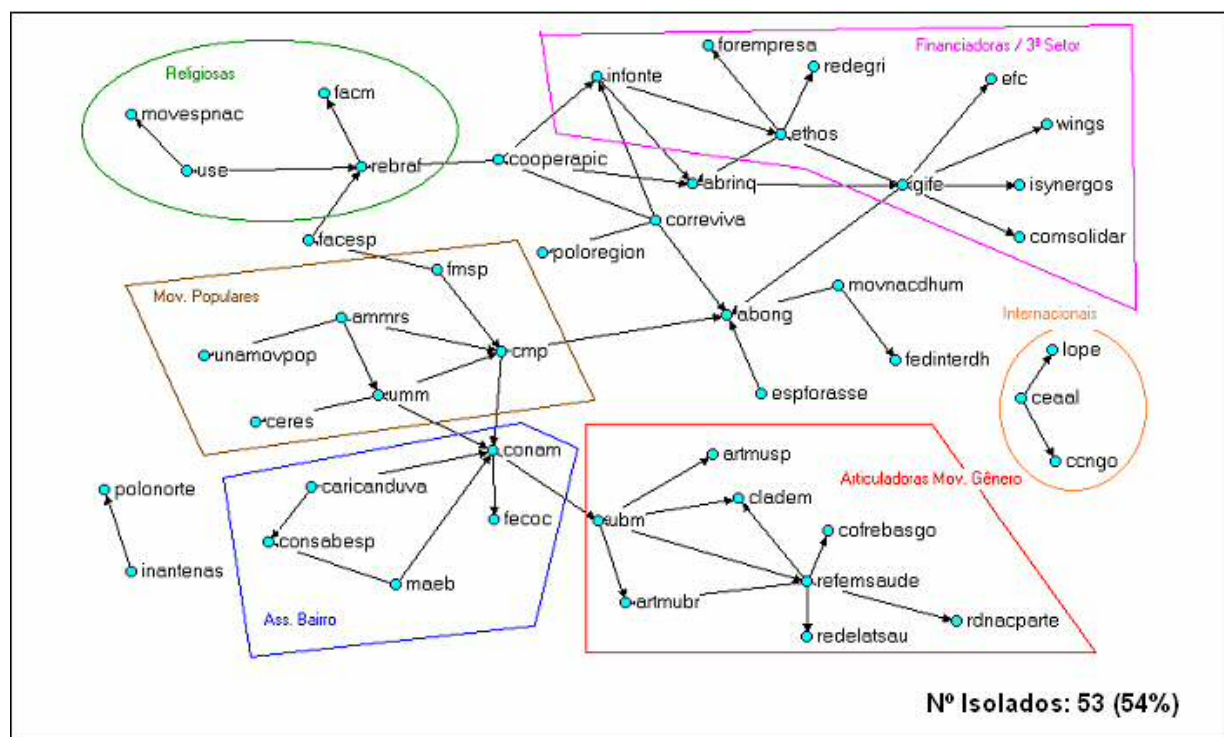 forempresa
Financiadoras / 3ª Setor
Religiosas
infonte
redegri
efc
facm
movespnac
wings
ethos
use
rebraf
cooperapic
abrinq
gife
isynergos
correviva
facesp
poloregion
comsolidar
fmsp
Mov. Populares
movnacdhum
ammrs
abong
Internacionais
unamovpop
cmp
lope
fedinterdh
umm
espforasse
ceaal
ceres
conam
artmusp
ccngo
polonorte
caricanduva
Articuladoras Mov. Gênero
cladem
fecoc
ubm
cofrebasgo
consabesp
inantenas
maeb
refemsaude
artmubr
Ass. Bairro
rdnacparte
redelatsau
Nº Isolados: 53 (54%)